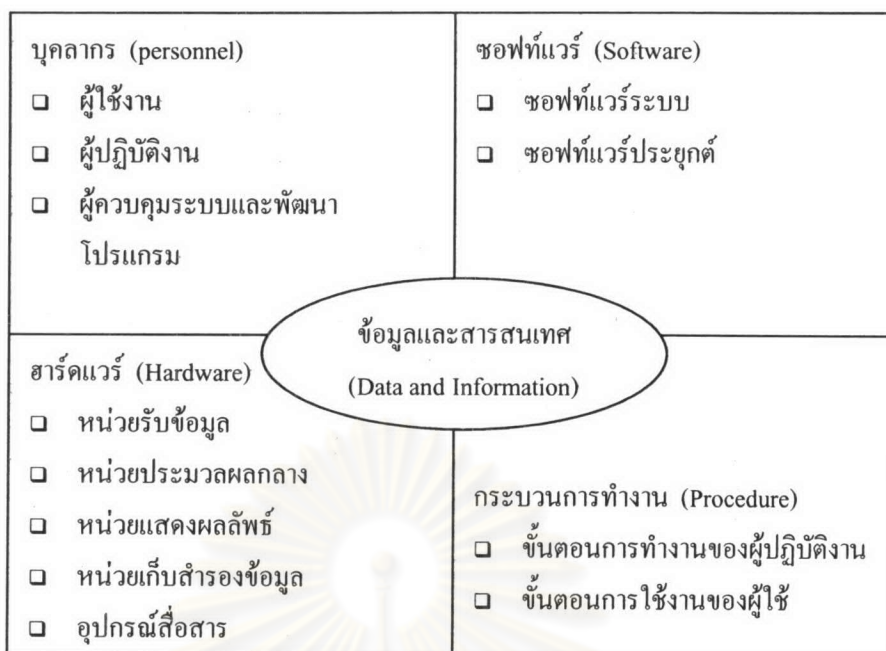 บุคลากร (personnel)
❑ ผู้ใช้งาน
❑ ผู้ปฏิบัติงาน
❑ ผู้ควบคุมระบบและพัฒนา
โปรแกรม
ซอฟท์แวร์ (Software)
❑ ซอฟท์แวร์ระบบ
❑ ซอฟท์แวร์ประยุกต์
ข้อมูลและสารสนเทศ
(Data and Information)
ฮาร์ดแวร์ (Hardware)
❑ หน่วยรับข้อมูล
❑ หน่วยประมวลผลกลาง
❑ หน่วยแสดงผลลัพธ์
❑ หน่วยเก็บสำรองข้อมูล
❑ อุปกรณ์สื่อสาร
กระบวนการทำงาน (Procedure)
❑ ขั้นตอนการทำงานของผู้ปฏิบัติงาน
❑ ขั้นตอนการใช้งานของผู้ใช้